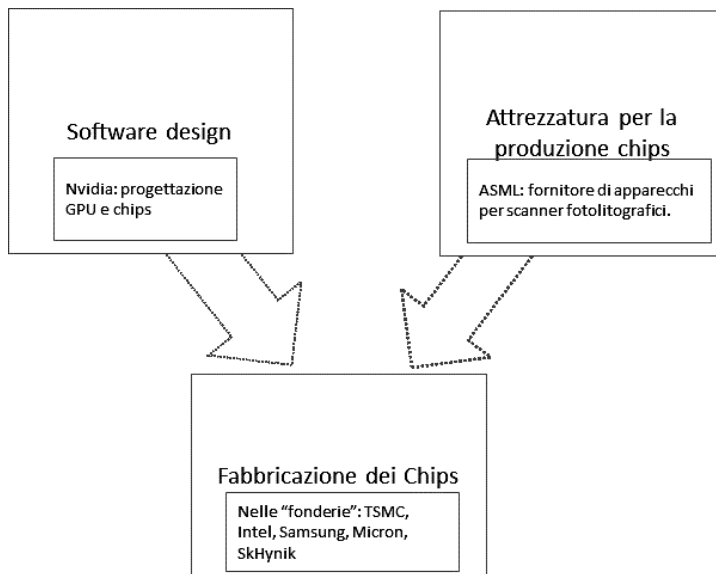 Software design
Nvidia: progettazione
GPU e chips
Attrezzatura per la
produzione chips
ASML: fornitore di apparecchi
per scanner fotolitografici.
Fabbricazione dei Chips
Nelle “fonderie”: TSMC,
Intel, Samsung, Micron,
SkHynik